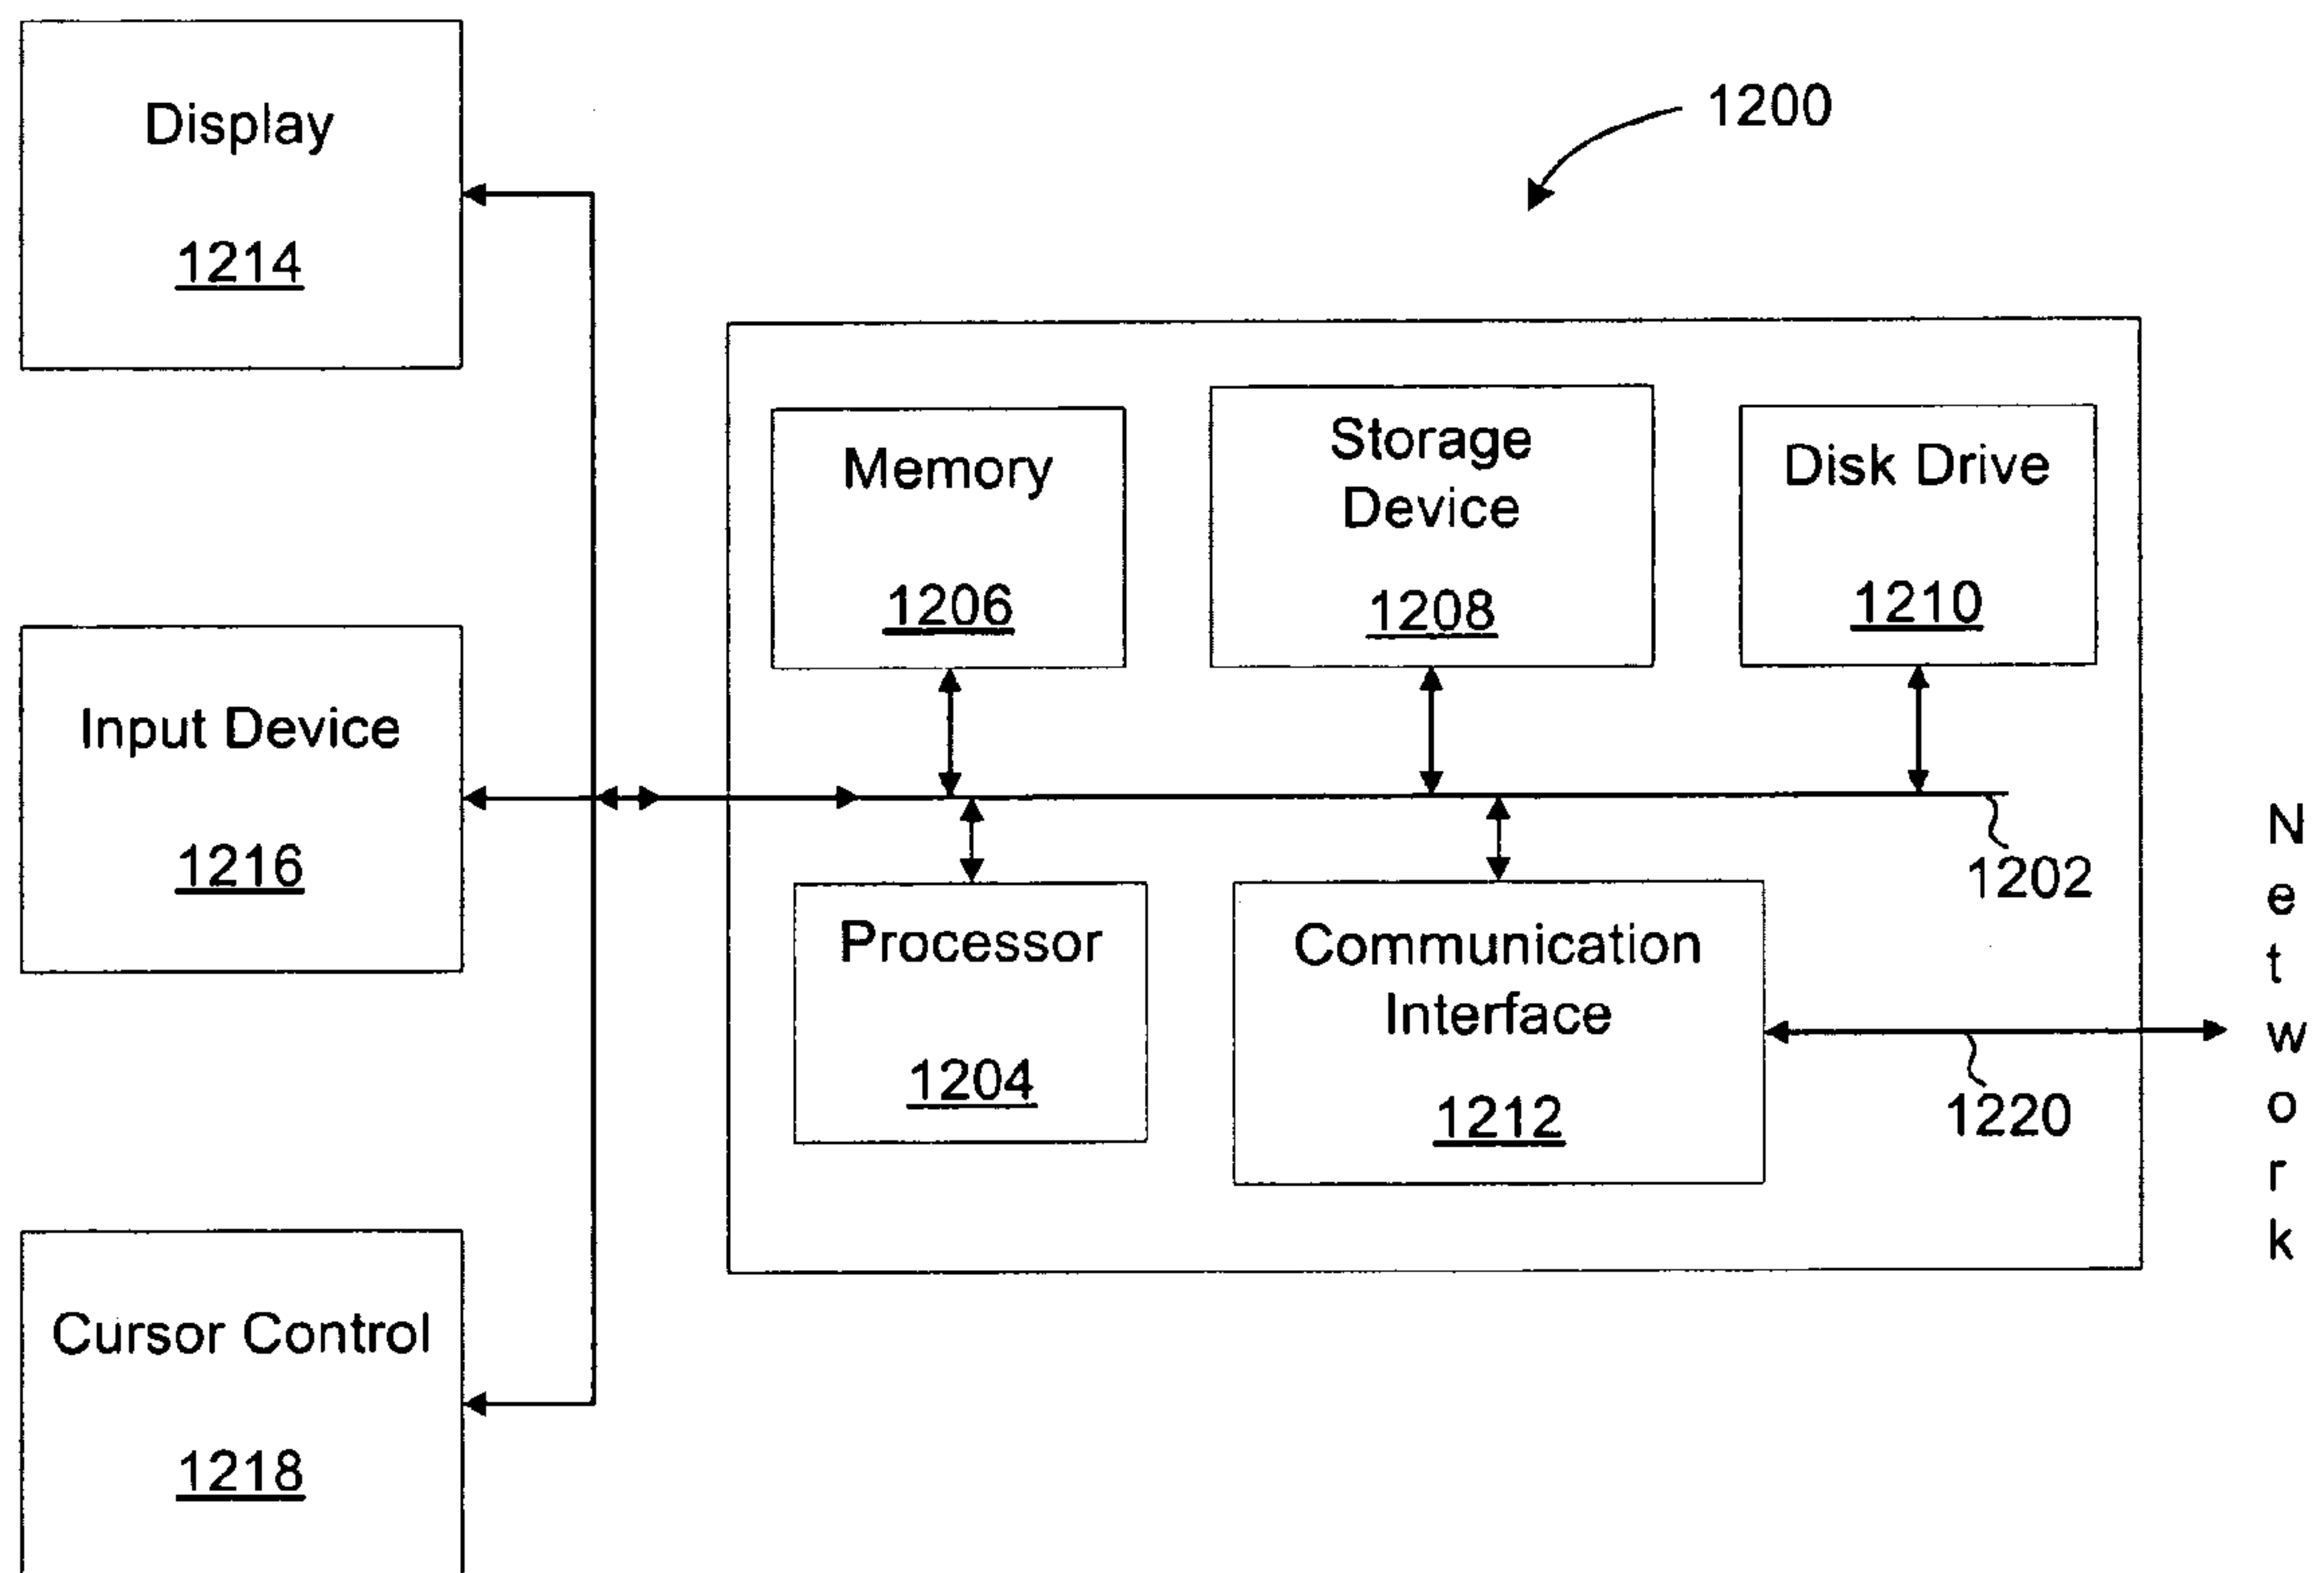 Display
1214
1200
Memory
1206
Storage
Device
1208
Disk Drive
1210
Input Device
1216
1202
Processor
1204
Communication
Interface
1212
1220
Network
Cursor Control
1218